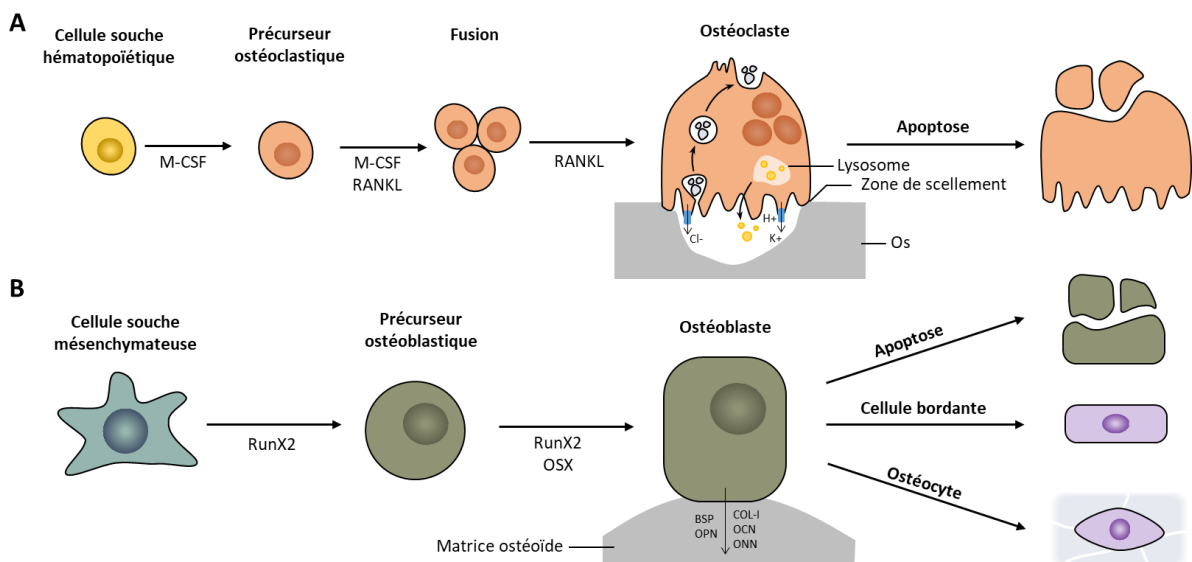 A
Cellule souche
hématopoïétique
Précurseur
ostéoclastique
Fusion
Ostéoclaste
M-CSF
M-CSF
RANKL
RANKL
Apoptose
Lysosome
Zone de scellement
H+
Cl-
K+
Os
B
Cellule souche
mésenchymateuse
Précurseur
ostéoblastique
Ostéoblaste
RunX2
RunX2
OSX
Apoptose
Cellule bordante
Ostéocyte
BSP
OPN
COL-I
OCN
ONN
Matrice ostéoïde